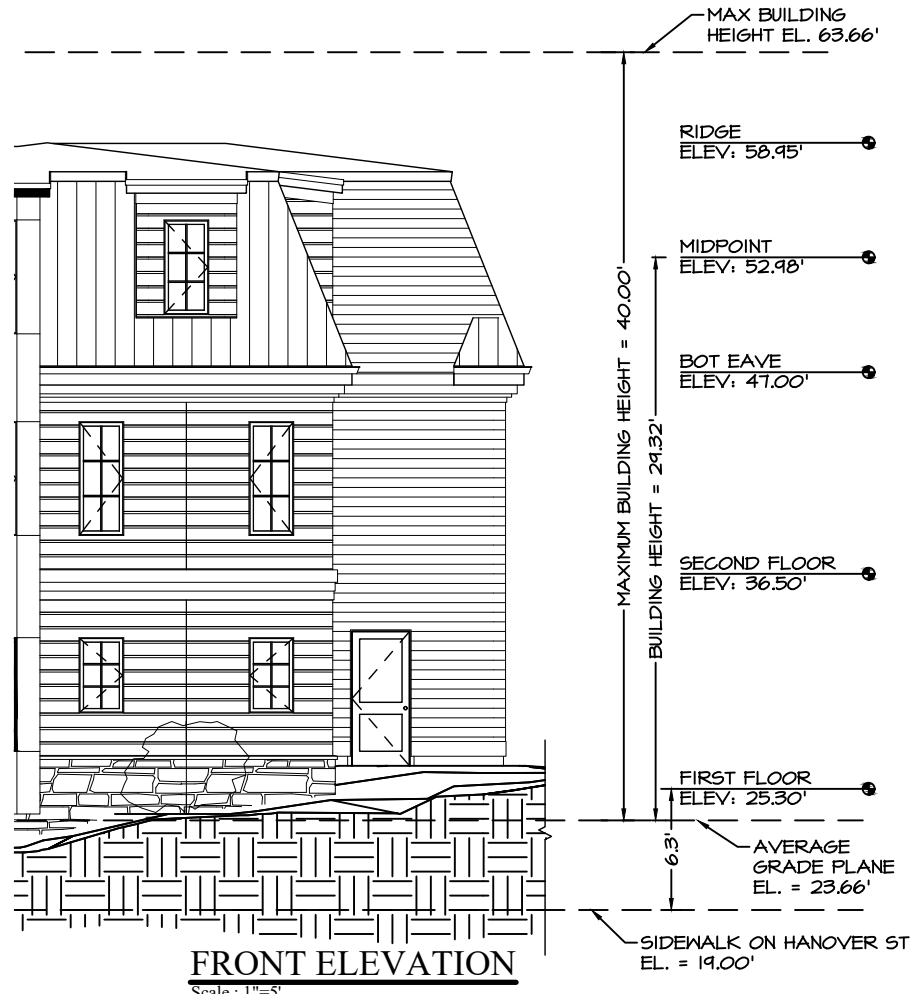 MAX BUILDING
HEIGHT EL. 63.66'
RIDGE
ELEV: 58.95'
MIDPOINT
ELEV: 52.98'
MAXIMUM BUILDING HEIGHT = 40.00'
BUILDING HEIGHT = 29.32'
BOT EAVE
ELEV: 47.00'
SECOND FLOOR
ELEV: 36.50'
FIRST FLOOR
ELEV: 25.30'
6.3'
AVERAGE
GRADE PLANE
EL. = 23.66'
SIDEWALK ON HANOVER ST
EL. = 19.00'
FRONT ELEVATION
Scale : 1"=5'